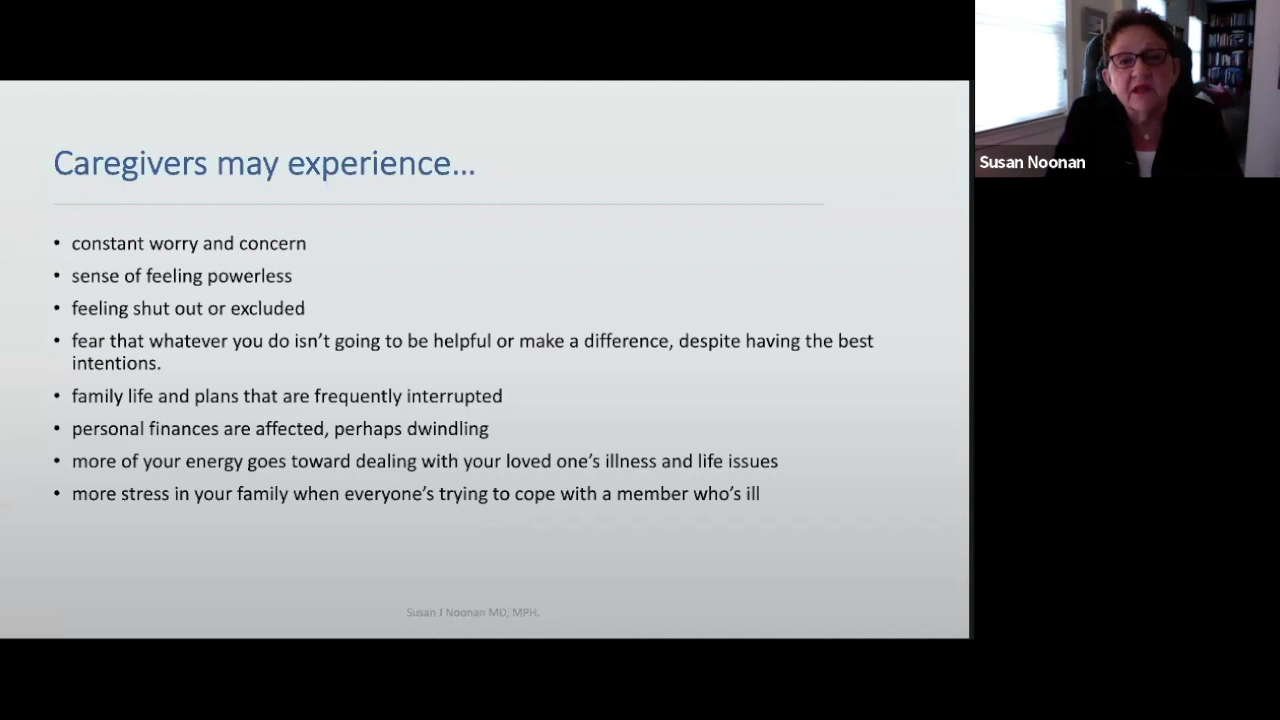 Caregivers may experience…
• constant worry and concern
• sense of feeling powerless
• feeling shut out or excluded
• fear that whatever you do isn’t going to be helpful or make a difference, despite having the best
intentions.
• family life and plans that are frequently interrupted
• personal finances are affected, perhaps dwindling
• more of your energy goes toward dealing with your loved one’s illness and life issues
• more stress in your family when everyone’s trying to cope with a member who’s ill
Susan J Noonan MD, MPH.
Susan Noonan